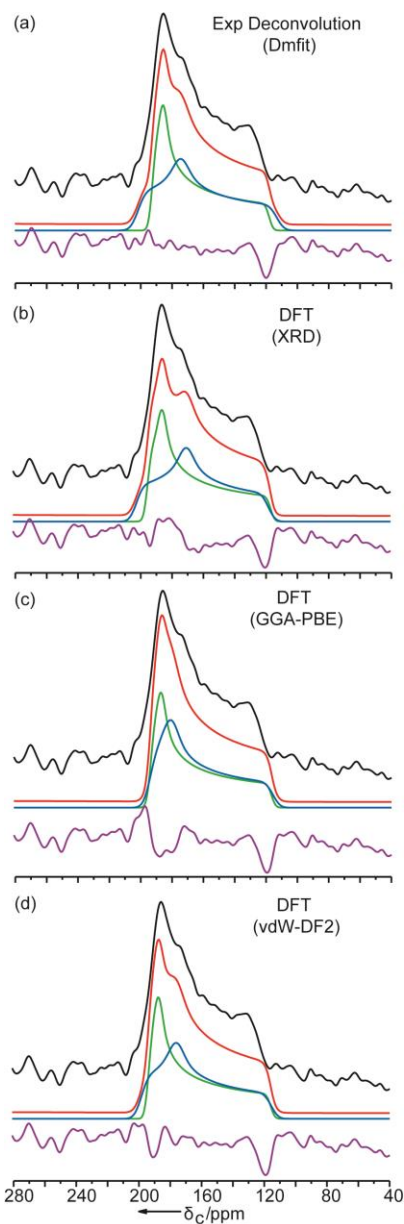 (a)
Exp Deconvolution
(Dmfit)
(b)
DFT
(XRD)
(c)
DFT
(GGA-PBE)
(d)
DFT
(vdW-DF2)
280 240 200 160 120 80 40
← δC/ppm